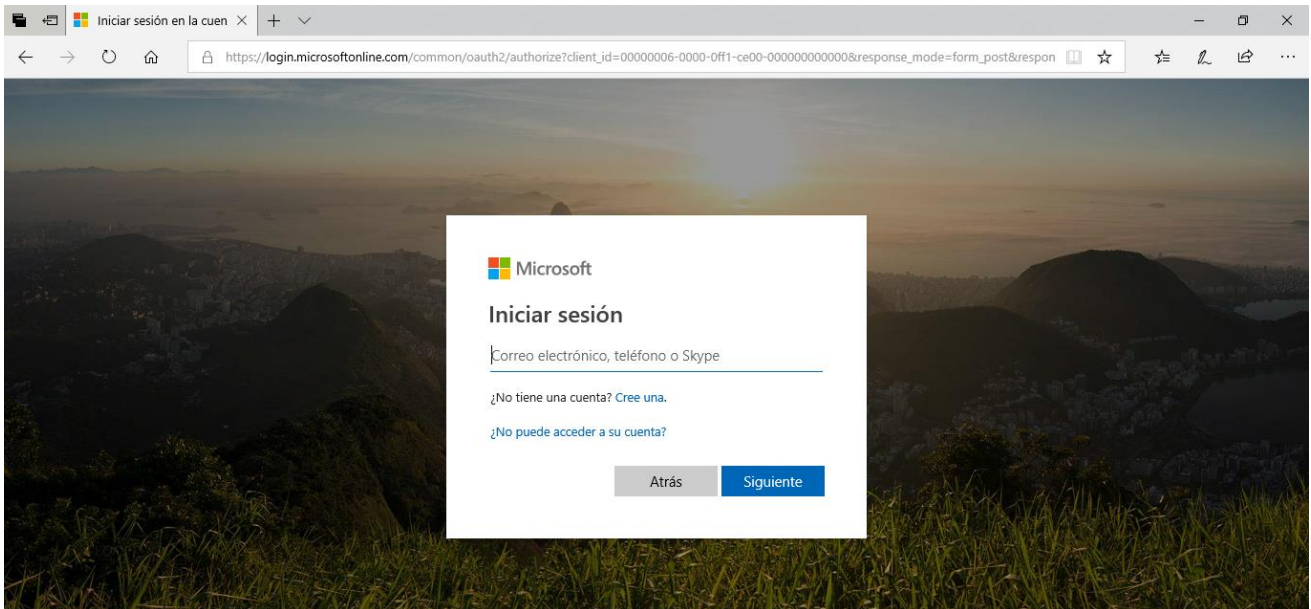 Iniciar sesión en la cuen
https://login.microsoftonline.com/common/oauth2/authorize?client_id=00000006-0000-0ff1-ce00-000000000000&response_mode=form_post&respon
Microsoft
Iniciar sesión
Correo electrónico, teléfono o Skype
¿No tiene una cuenta? Cree una.
¿No puede acceder a su cuenta?
Atrás Siguiente